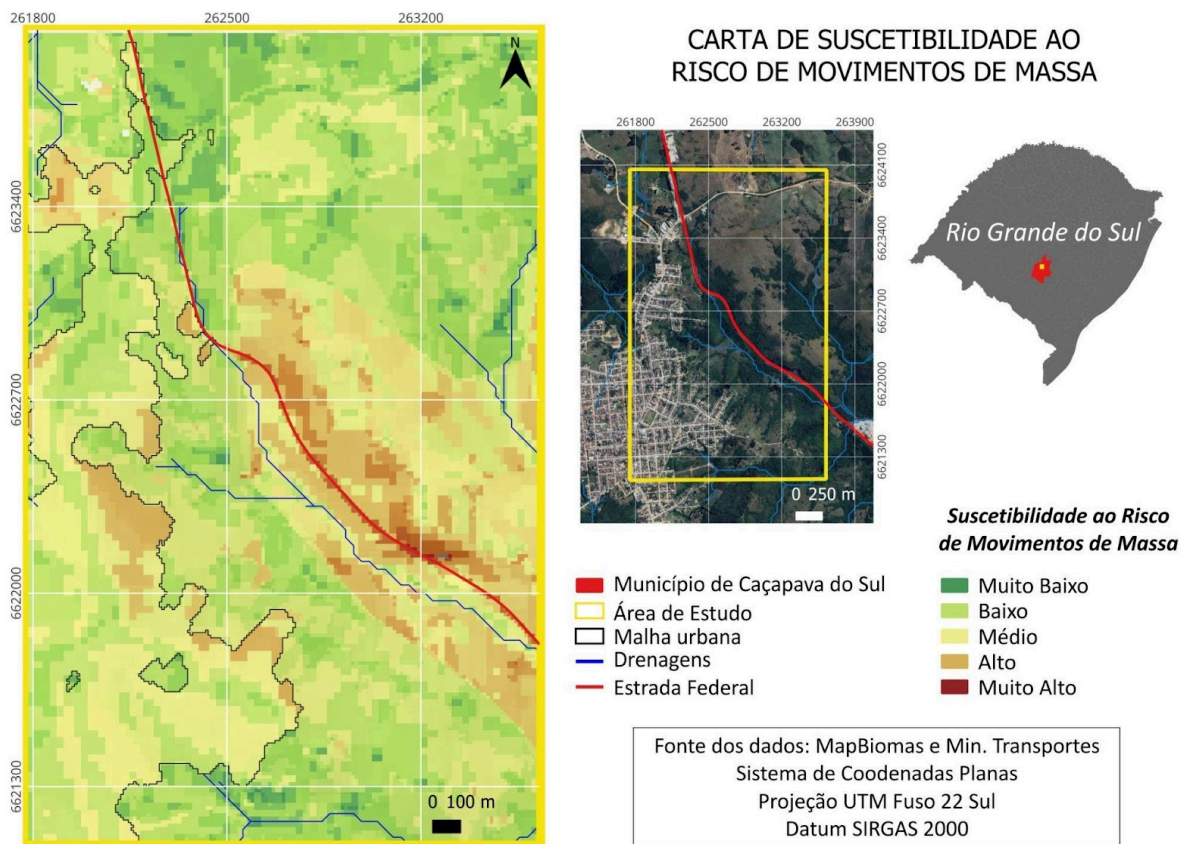 261800
262500
263200
6623400
6622700
6622000
6621300
N
0 100 m
CARTA DE SUSCETIBILIDADE AO
RISCO DE MOVIMENTOS DE MASSA
261800
262500
263200
263900
6624100
6623400
6622700
6622000
6621300
0 250 m
Rio Grande do Sul
Município de Caçapava do Sul
Área de Estudo
Malha urbana
Drenagens
Estrada Federal
Suscetibilidade ao Risco
de Movimentos de Massa
Muito Baixo
Baixo
Médio
Alto
Muito Alto
Fonte dos dados: MapBiomas e Min. Transportes
Sistema de Coodenadas Planas
Projeção UTM Fuso 22 Sul
Datum SIRGAS 2000